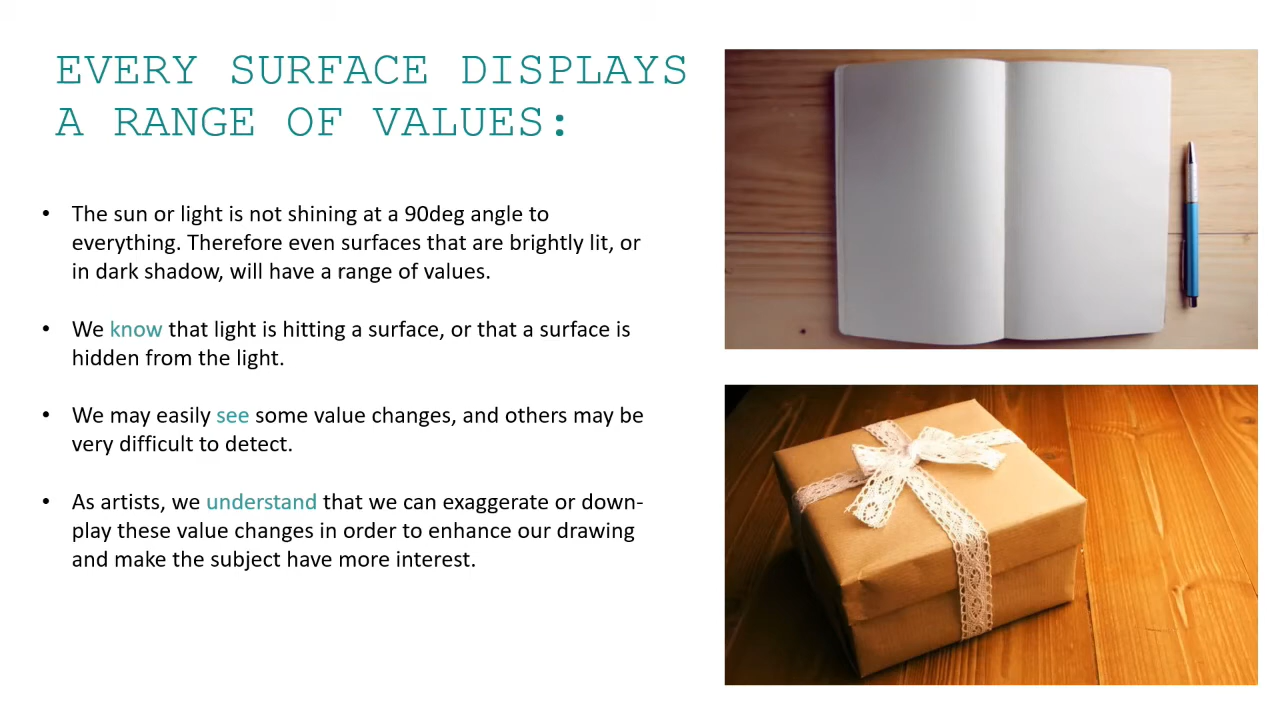 EVERY SURFACE DISPLAYS
A RANGE OF VALUES:
• The sun or light is not shining at a 90deg angle to
everything. Therefore even surfaces that are brightly lit, or
in dark shadow, will have a range of values.
• We know that light is hitting a surface, or that a surface is
hidden from the light.
• We may easily see some value changes, and others may be
very difficult to detect.
• As artists, we understand that we can exaggerate or down-
play these value changes in order to enhance our drawing
and make the subject have more interest.